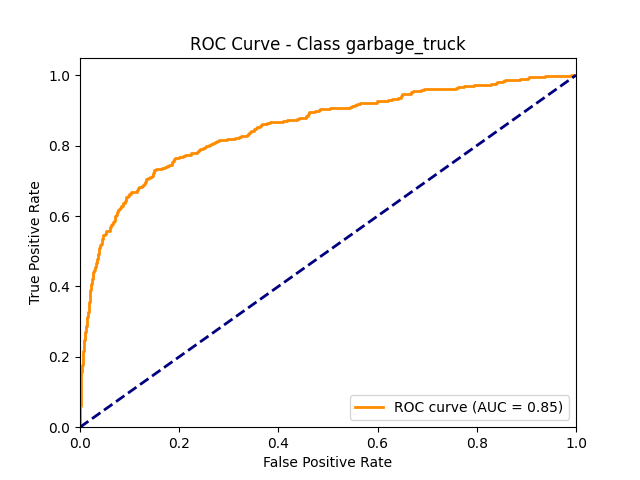 ROC Curve - Class garbage_truck
True Positive Rate
1.0
0.8
0.6
0.4
0.2
0.0
0.0 0.2 0.4 0.6 0.8 1.0
False Positive Rate
ROC curve (AUC = 0.85)